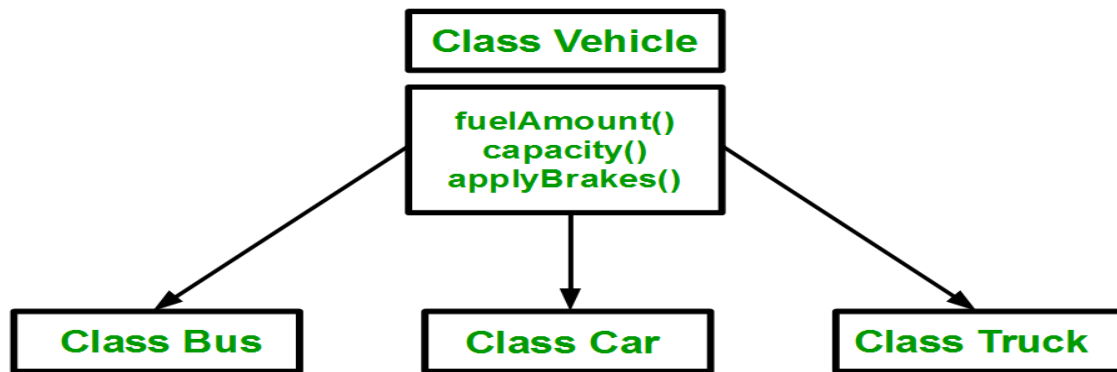 Class Vehicle
fuelAmount()
capacity()
applyBrakes()
Class Bus
Class Car
Class Truck